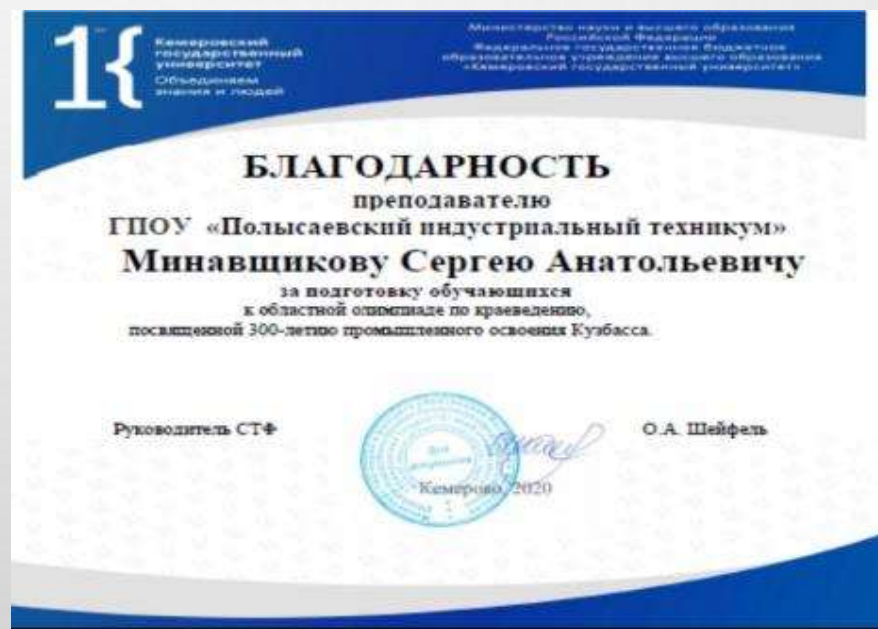 Кемеровский
государственный
университет
Объединяем
знания и людей
Министерство науки и высшего образования
Российской Федерации
Федеральное государственное бюджетное
образовательное учреждение высшего образования
«Кемеровский государственный университет»
БЛАГОДАРНОСТЬ
преподавателю
ГПОУ «Полысаевский индустриальный техникум»
Минавщикову Сергею Анатольевичу
за подготовку обучающихся
к областной олимпиаде по краеведению,
посвященной 300-летию промышленного освоения Кузбасса.
Руководитель СТФ
О.А. Шейфель
Для
документов
Кемерово, 2020